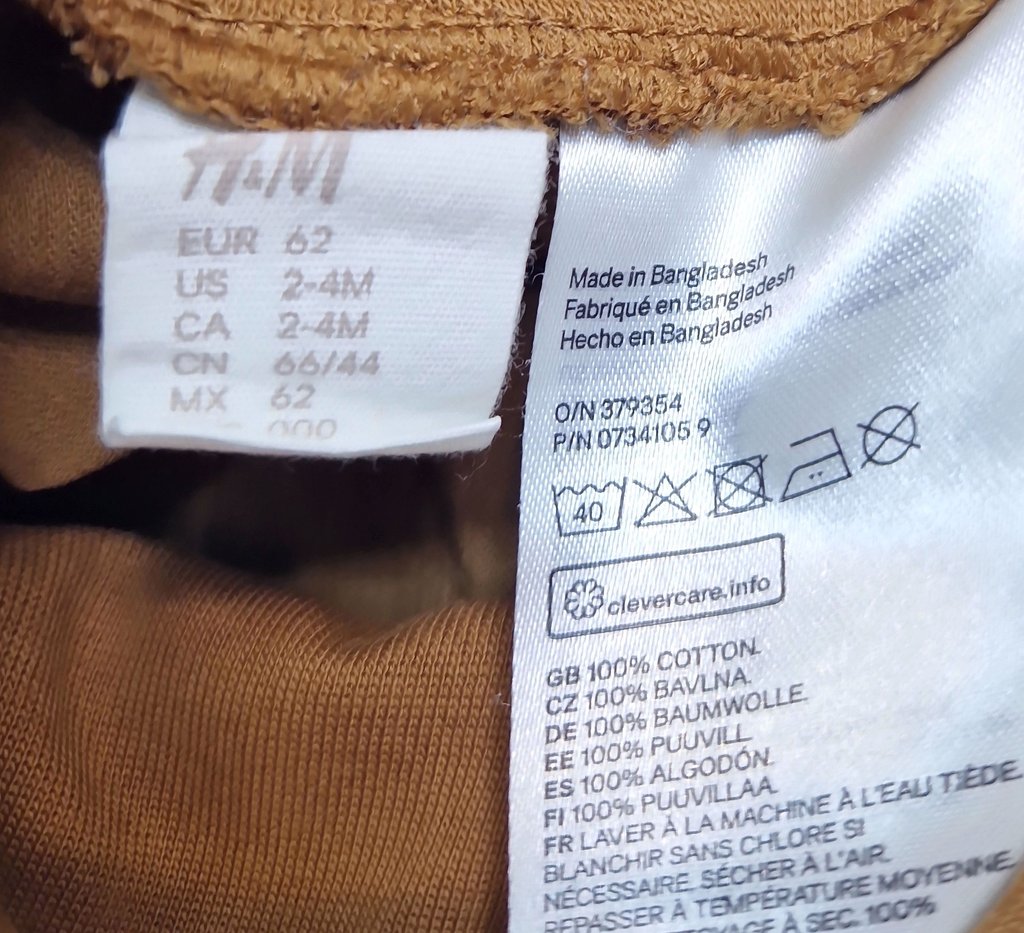 H&M
EUR 62
US 2-4M
CA 2-4M
CN 66/44
MX 62
000
Made in Bangladesh
Fabriqué en Bangladesh
Hecho en Bangladesh
O/N 379354
P/N 0734105 9
40
clevercare.info
GB 100% COTTON.
CZ 100% BAVLNA.
DE 100% BAUMWOLLE.
EE 100% PUUVILL.
ES 100% ALGODÓN.
FI 100% PUUVILLAA.
FR LAVER À LA MACHINE À L'EAU TIÈDE.
BLANCHIR SANS CHLORE SI
NÉCESSAIRE. SÉCHER À L'AIR.
REPASSER À TEMPÉRATURE MOYENNE.
À SEC. 100%